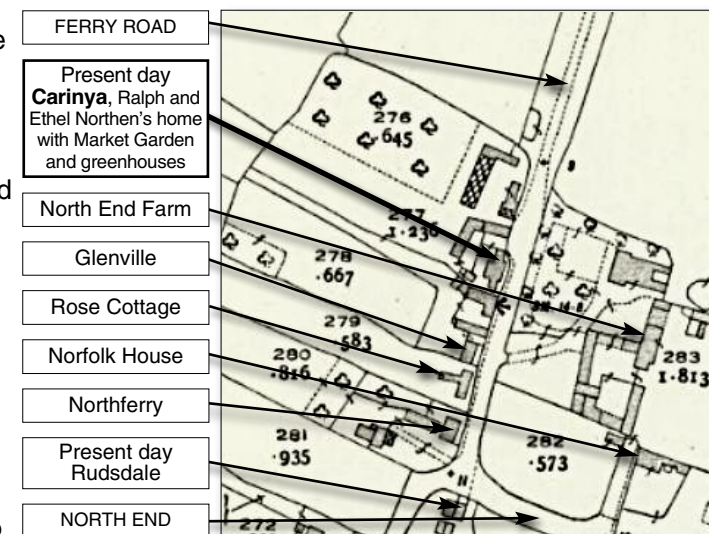 FERRY ROAD
Present day
Carinya, Ralph and
Ethel Northen's home
with Market Garden
and greenhouses
North End Farm
Glenville
Rose Cottage
Norfolk House
Northferry
Present day
Rudsdale
NORTH END
276
.645
277
1.236
278
.667
279
.583
280
.816
281
.935
282
.573
283
1.813
272